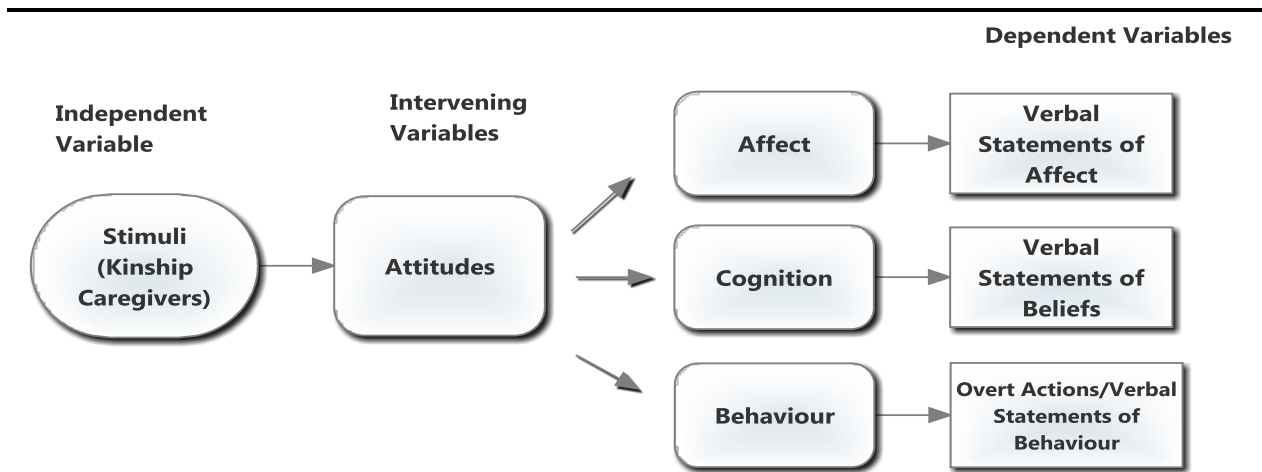 Dependent Variables
Independent
Variable
Intervening
Variables
Stimuli
(Kinship
Caregivers)
Attitudes
Affect
Verbal
Statements of
Affect
Cognition
Verbal
Statements of
Beliefs
Behaviour
Overt Actions/Verbal
Statements of
Behaviour